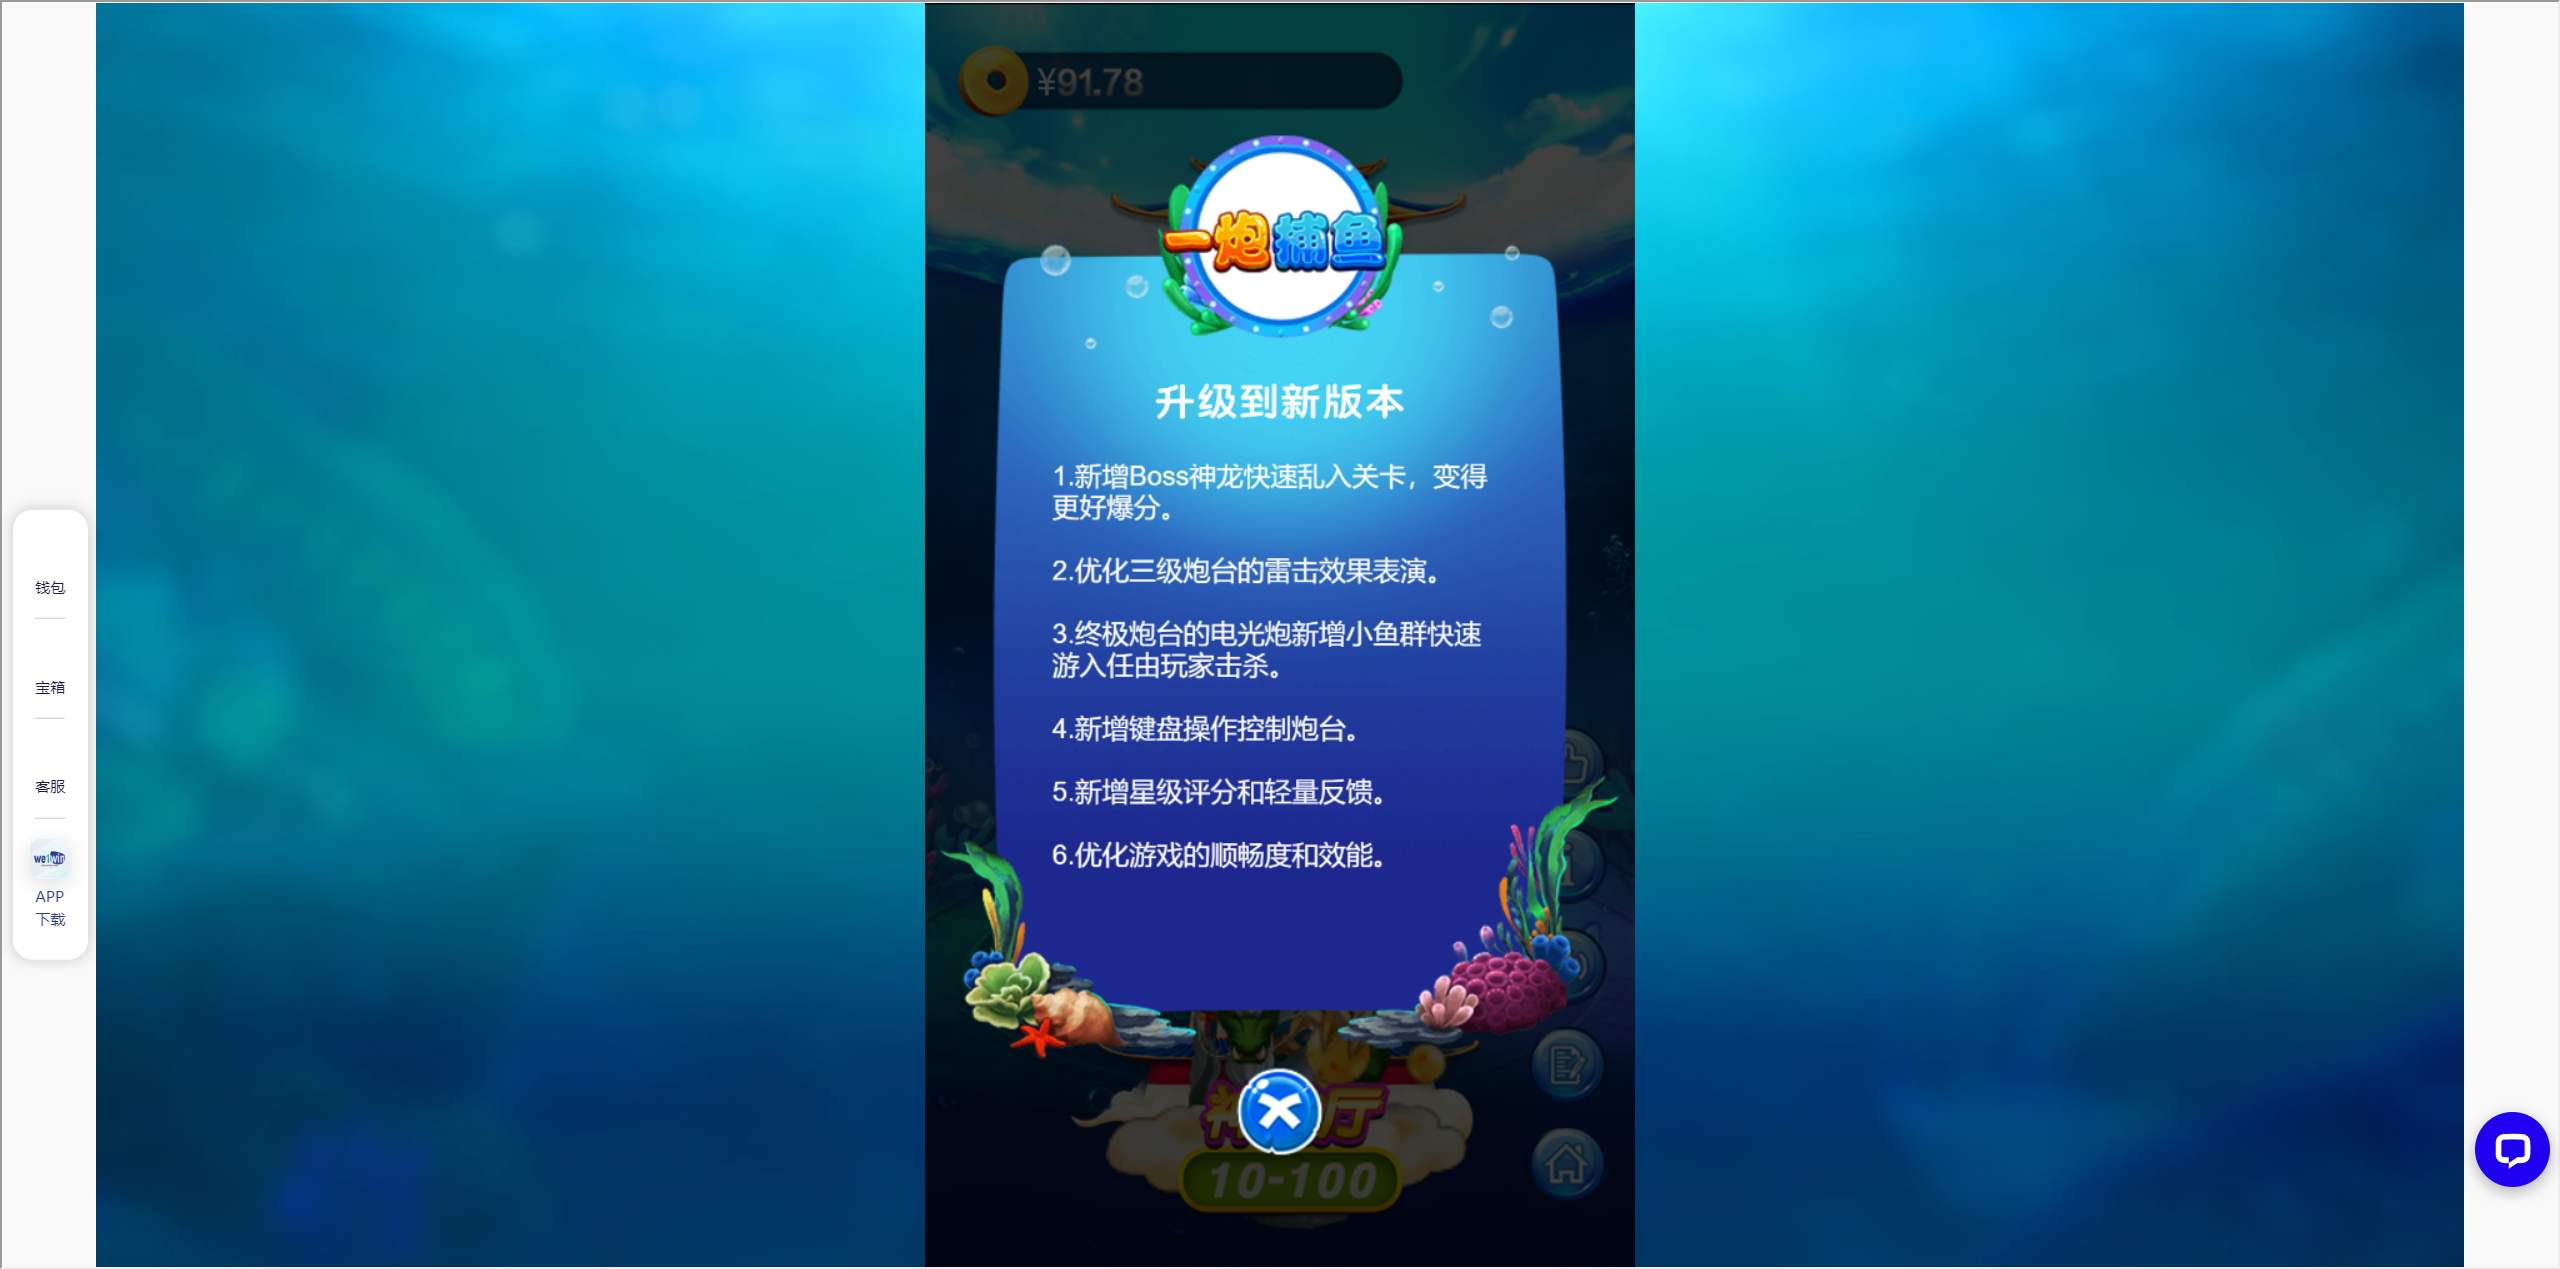 ¥91.78
一炮捕鱼
升级到新版本
1.新增Boss神龙快速乱入关卡，变得
更好爆分。
2.优化三级炮台的雷击效果表演。
3.终极炮台的电光炮新增小鱼群快速
游入任由玩家击杀。
4.新增键盘操作控制炮台。
5.新增星级评分和轻量反馈。
6.优化游戏的顺畅度和效能。
厅
10-100
钱包
宝箱
客服
we1win
APP
下载